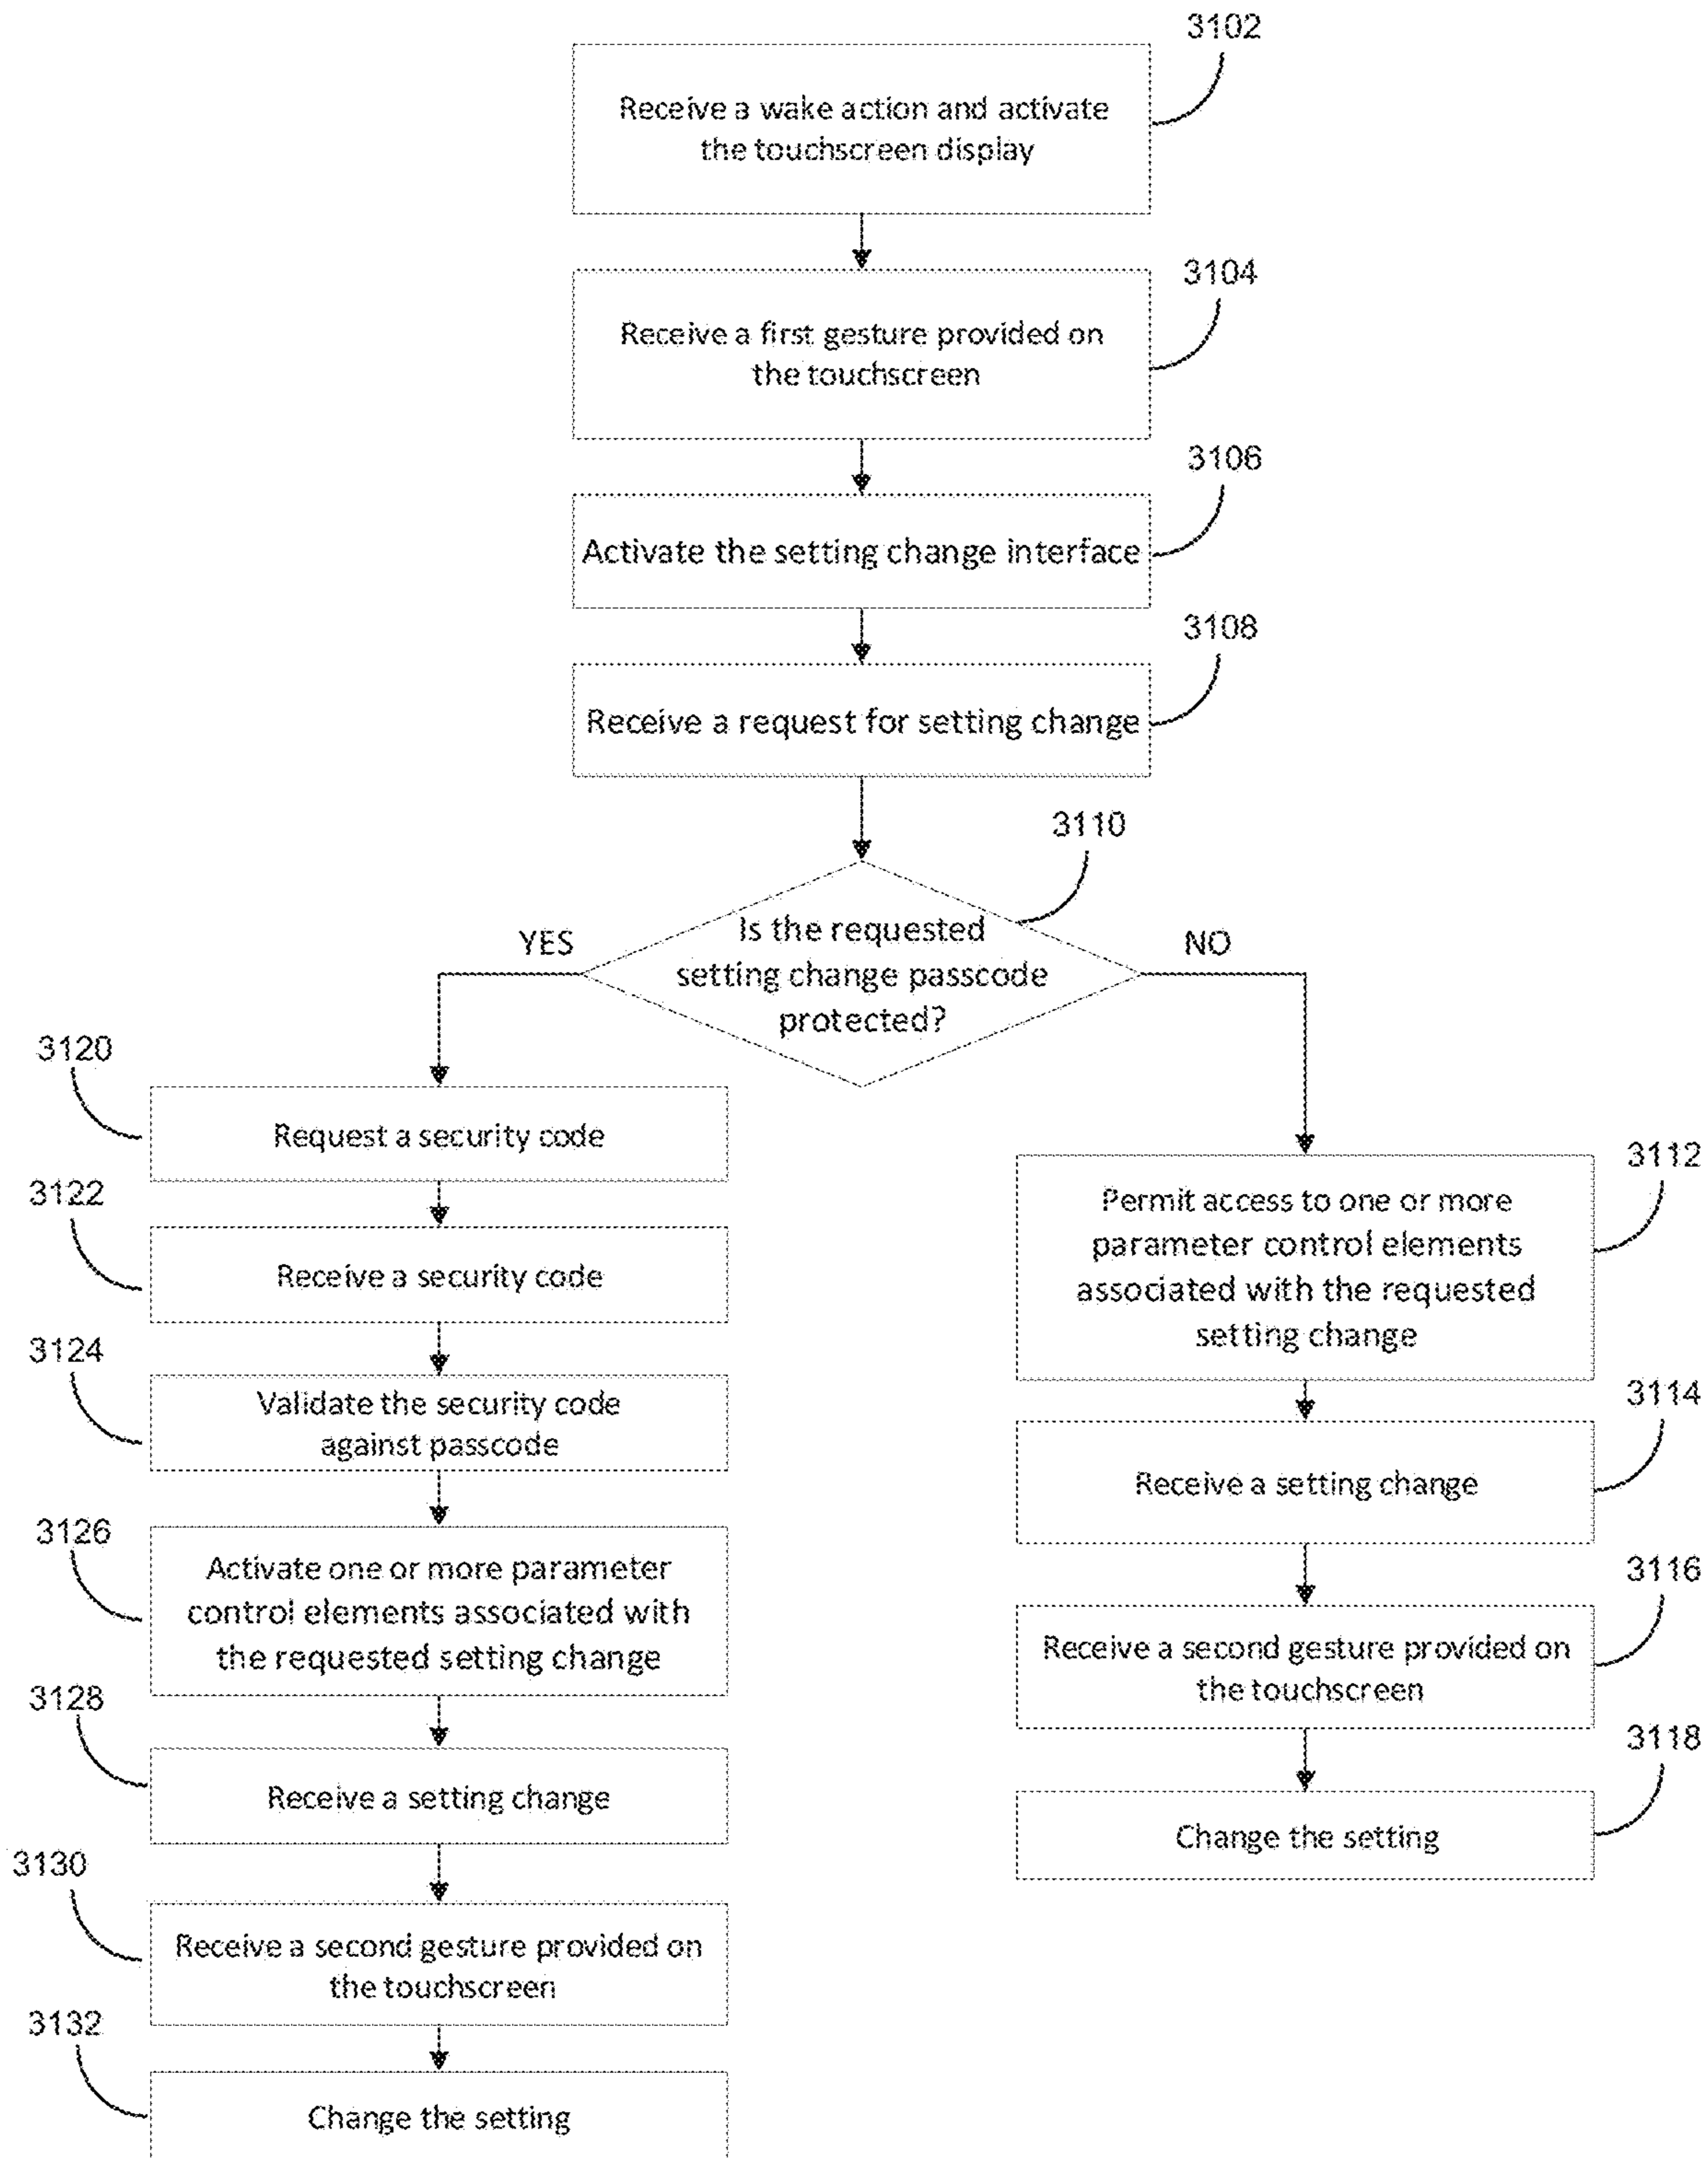 3102
Receive a wake action and activate
the touchscreen display
3104
Receive a first gesture provided on
the touchscreen
3106
Activate the setting change interface
3108
Receive a request for setting change
3110
Is the requested
setting change passcode
protected?
YES
NO
3120
Request a security code
3122
Receive a security code
3124
Validate the security code
against passcode
3126
Activate one or more parameter
control elements associated with
the requested setting change
3128
Receive a setting change
3130
Receive a second gesture provided on
the touchscreen
3132
Change the setting
3112
Permit access to one or more
parameter control elements
associated with the requested
setting change
3114
Receive a setting change
3116
Receive a second gesture provided on
the touchscreen
3118
Change the setting